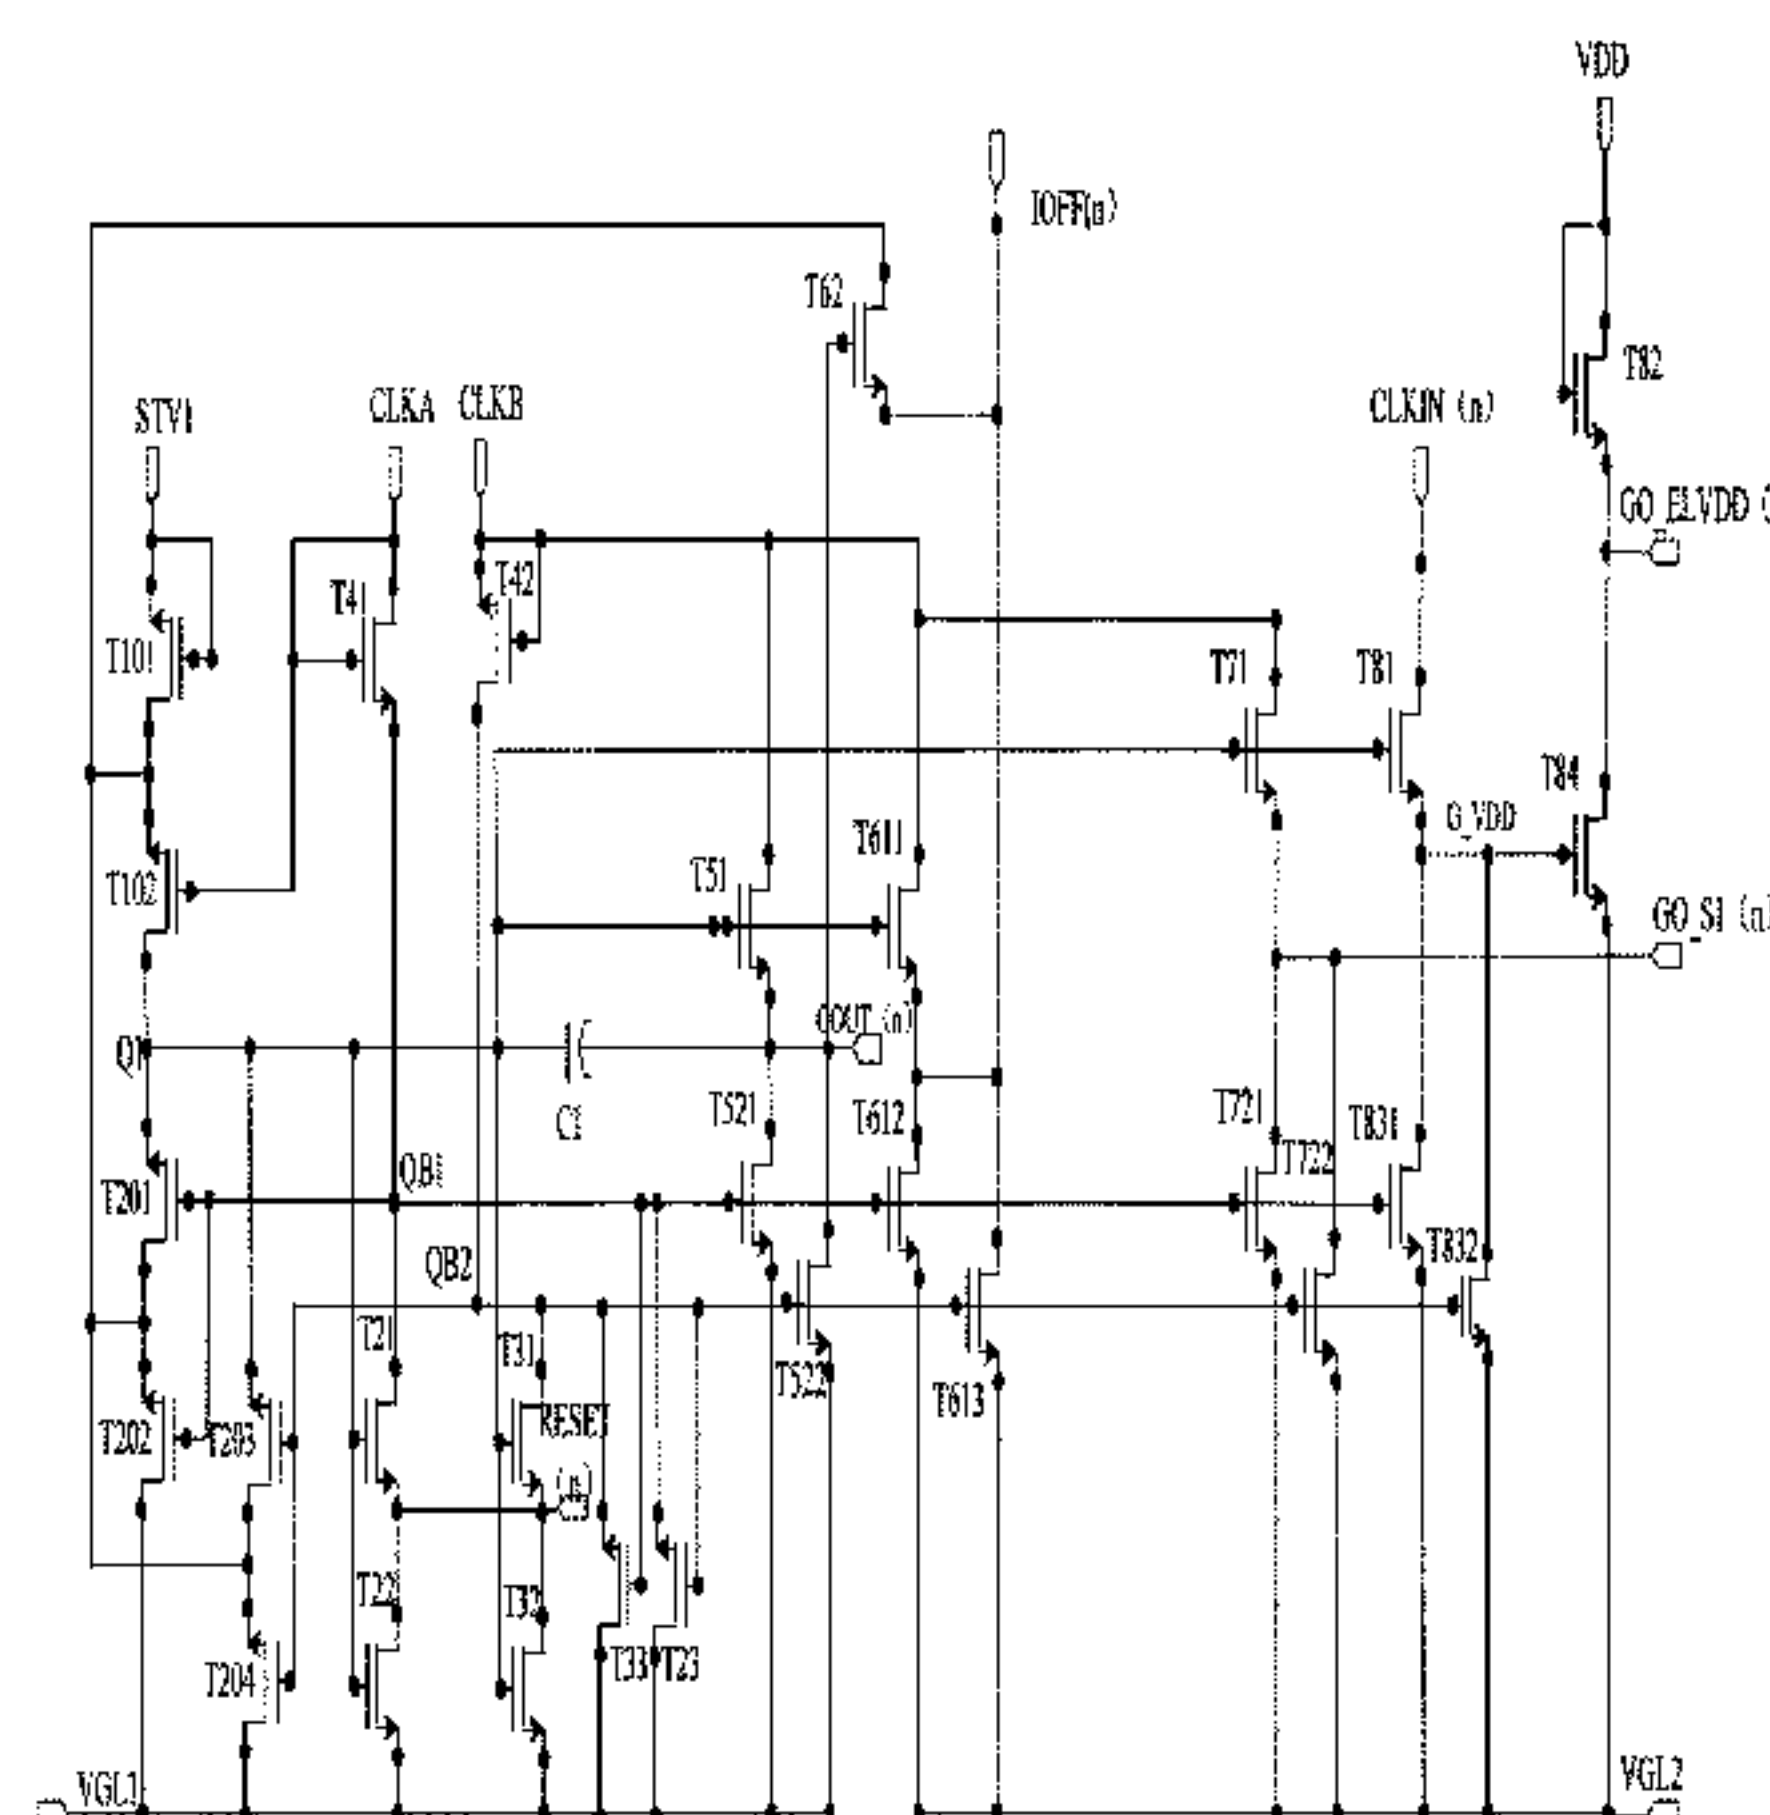 VDD
IOFF(n)
T62
T82
STV1
CLKA
CLKB
CLKIN (n)
GO_ELVDD (
T41
T42
T101
T71
T81
T84
G_VDD
T611
T51
T102
GO_S1 (n)
COUT (n)
Q1
C1
T521
T612
T721
T722
T831
QB1
T201
T832
QB2
T21
T31
T522
T613
RESET
(n)
T202
T203
T22
T32
T33
T23
T204
VGL1
VGL2